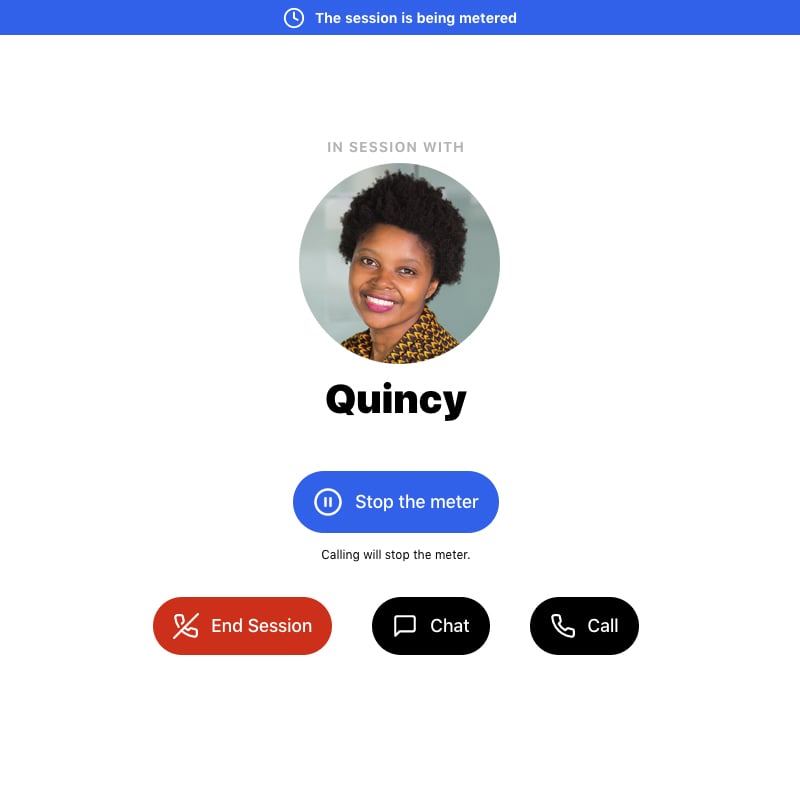 The session is being metered
IN SESSION WITH
Quincy
Stop the meter
Calling will stop the meter.
End Session
Chat
Call